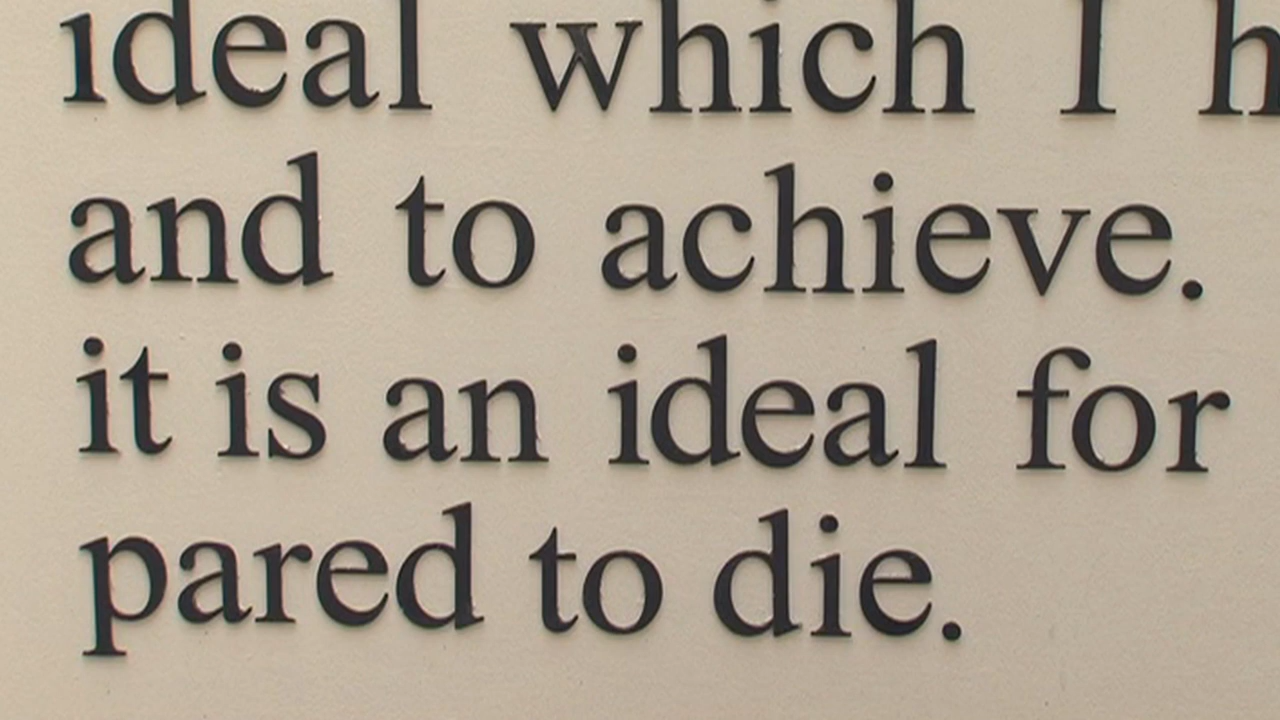 ideal which I h
and to achieve.
it is an ideal for
pared to die.